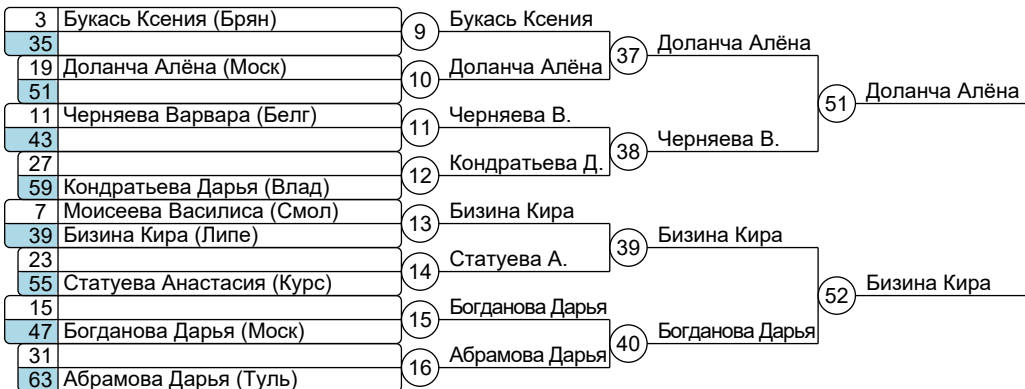 3 Букась Ксения (Брян)
35
19 Доланча Алёна (Моск)
51
11 Черняева Варвара (Белг)
43
27
59 Кондратьева Дарья (Влад)
7 Моисеева Василиса (Смол)
39 Бизина Кира (Липе)
23
55 Статуева Анастасия (Курс)
15
47 Богданова Дарья (Моск)
31
63 Абрамова Дарья (Туль)
9 Букась Ксения
10 Доланча Алёна
11 Черняева В.
12 Кондратьева Д.
13 Бизина Кира
14 Статуева А.
15 Богданова Дарья
16 Абрамова Дарья
37 Доланча Алёна
38 Черняева В.
39 Бизина Кира
40 Богданова Дарья
51 Доланча Алёна
52 Бизина Кира